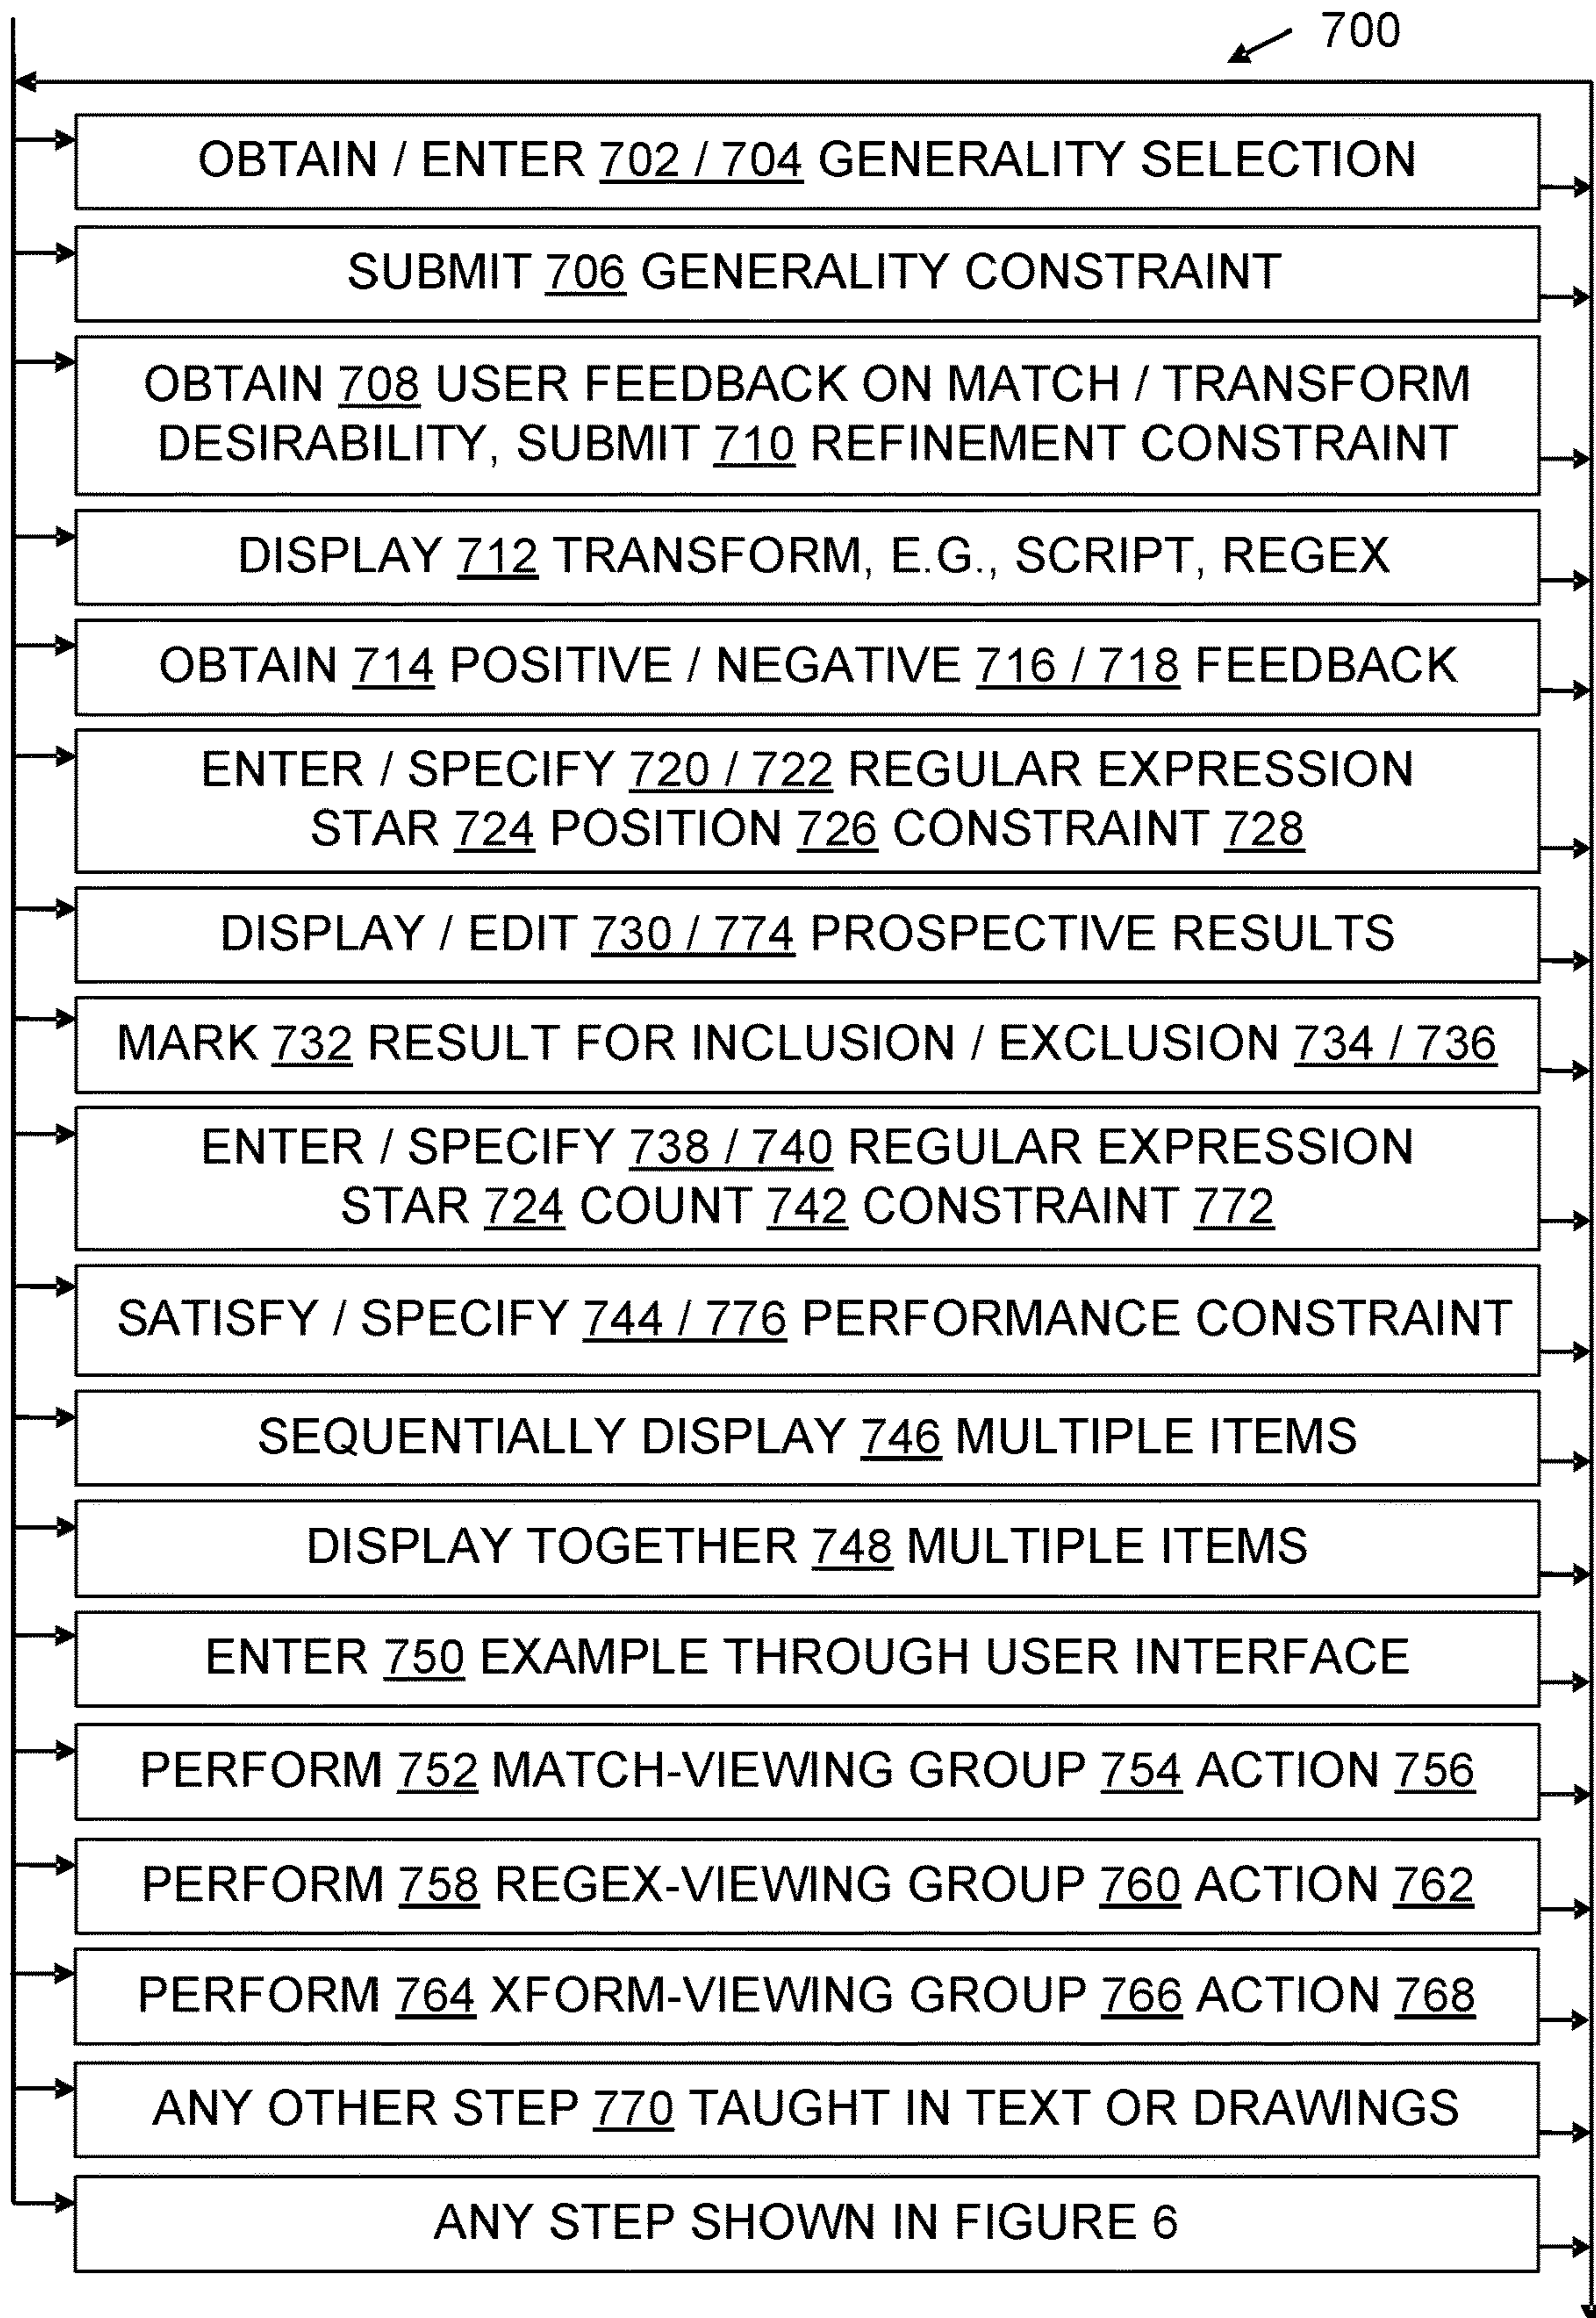 700
OBTAIN / ENTER 702 / 704 GENERALITY SELECTION
SUBMIT 706 GENERALITY CONSTRAINT
OBTAIN 708 USER FEEDBACK ON MATCH / TRANSFORM
DESIRABILITY, SUBMIT 710 REFINEMENT CONSTRAINT
DISPLAY 712 TRANSFORM, E.G., SCRIPT, REGEX
OBTAIN 714 POSITIVE / NEGATIVE 716 / 718 FEEDBACK
ENTER / SPECIFY 720 / 722 REGULAR EXPRESSION
STAR 724 POSITION 726 CONSTRAINT 728
DISPLAY / EDIT 730 / 774 PROSPECTIVE RESULTS
MARK 732 RESULT FOR INCLUSION / EXCLUSION 734 / 736
ENTER / SPECIFY 738 / 740 REGULAR EXPRESSION
STAR 724 COUNT 742 CONSTRAINT 772
SATISFY / SPECIFY 744 / 776 PERFORMANCE CONSTRAINT
SEQUENTIALLY DISPLAY 746 MULTIPLE ITEMS
DISPLAY TOGETHER 748 MULTIPLE ITEMS
ENTER 750 EXAMPLE THROUGH USER INTERFACE
PERFORM 752 MATCH-VIEWING GROUP 754 ACTION 756
PERFORM 758 REGEX-VIEWING GROUP 760 ACTION 762
PERFORM 764 XFORM-VIEWING GROUP 766 ACTION 768
ANY OTHER STEP 770 TAUGHT IN TEXT OR DRAWINGS
ANY STEP SHOWN IN FIGURE 6